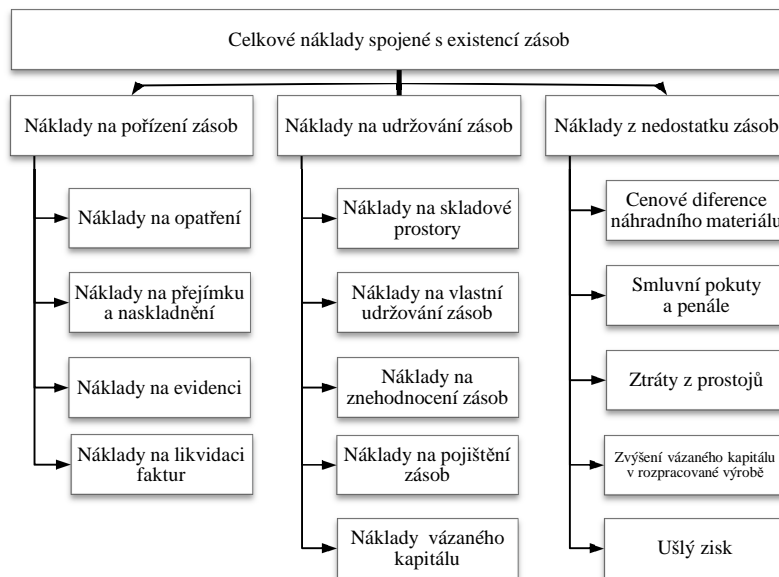 Celkové náklady spojené s existencí zásob
Náklady na pořízení zásob
Náklady na udržování zásob
Náklady z nedostatku zásob
Náklady na opatření
Náklady na přejímku
a naskladnění
Náklady na evidenci
Náklady na likvidaci
faktur
Náklady na skladové
prostory
Náklady na vlastní
udržování zásob
Náklady na
znehodnocení zásob
Náklady na pojištění
zásob
Náklady vázaného
kapitálu
Cenové diference
náhradního materiálu
Smluvní pokuty
a penále
Ztráty z prostojů
Zvýšení vázaného kapitálu
v rozpracované výrobě
Ušlý zisk